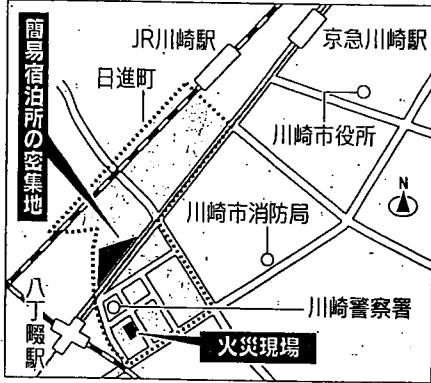 JR川崎駅
京急川崎駅
日進町
簡易宿泊所の密集地
川崎市役所
N
川崎市消防局
八丁畷駅
川崎警察署
火災現場